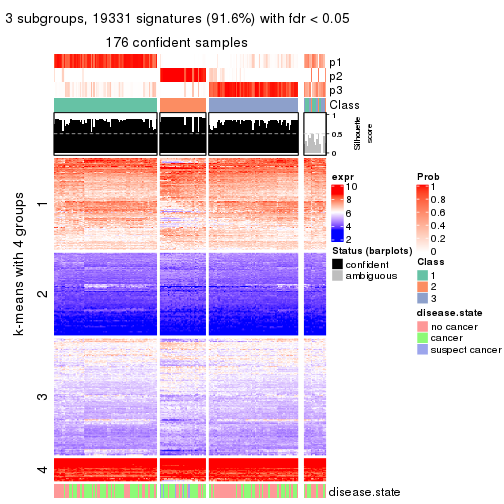 3 subgroups, 19331 signatures (91.6%) with fdr < 0.05
176 confident samples
p1
p2
p3
Class
1
0.5
0
Silhouette
score
k-means with 4 groups
1
2
3
4
disease.state
expr
10
8
6
4
2
Status (barplots)
confident
ambiguous
Prob
1
0.8
0.6
0.4
0.2
0
Class
1
2
3
disease.state
no cancer
cancer
suspect cancer